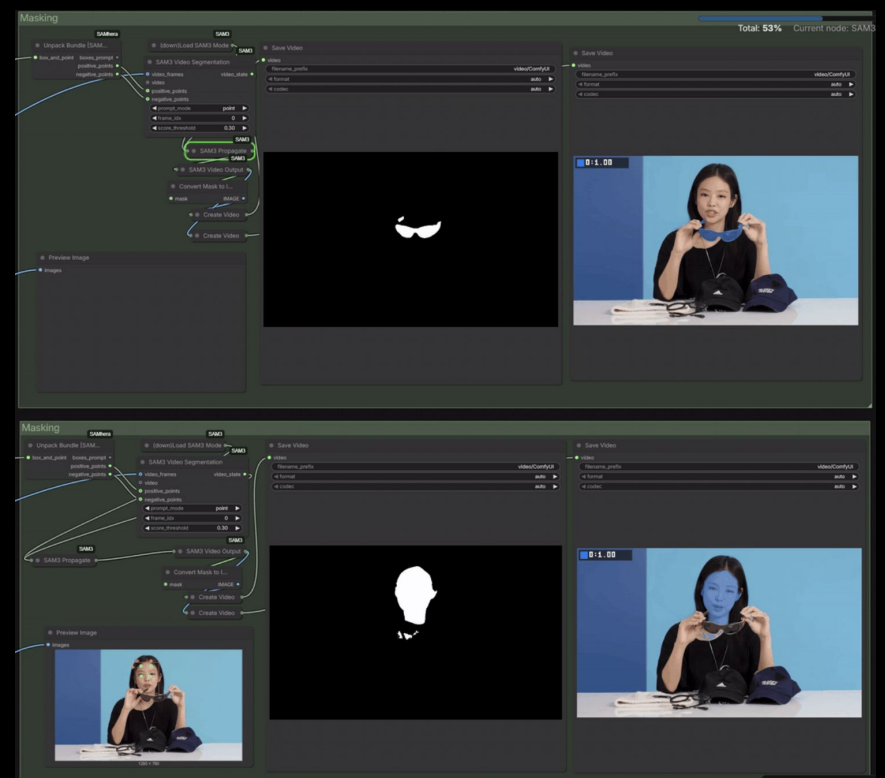 Masking
Total: 53% Current node: SAM3
SAMhera
Unpack Bundle (SAM...
box_and_point boxes_prompt
positive_points
negative_points
SAM3
(down)Load SAM3 Mode
SAM3
SAM3 Video Segmentation
video_frames video_state
video
positive_points
negative_points
prompt_mode point
frame_idx 0
score_threshold 0.30
SAM3
SAM3 Propagate
SAM3
SAM3 Video Output
Convert Mask to I...
mask IMAGE
Create Video
Create Video
Preview Image
images
Save Video
video
filename_prefix video/ComfyUI
format auto
codec auto
Save Video
video
filename_prefix video/ComfyUI
format auto
codec auto
0:1.00
Masking
SAMhera
Unpack Bundle (SAM...
box_and_point boxes_prompt
positive_points
negative_points
SAM3
(down)Load SAM3 Mode
SAM3
SAM3 Video Segmentation
video_frames video_state
video
positive_points
negative_points
prompt_mode point
frame_idx 0
score_threshold 0.30
SAM3
SAM3 Propagate
SAM3
SAM3 Video Output
Convert Mask to I...
mask IMAGE
Create Video
Create Video
Preview Image
images
Save Video
video
filename_prefix video/ComfyUI
format auto
codec auto
Save Video
video
filename_prefix video/ComfyUI
format auto
codec auto
0:1.00